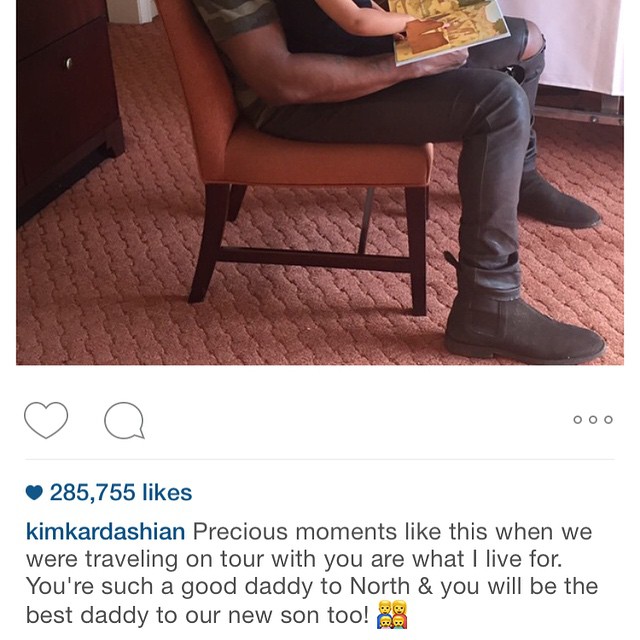 285,755 likes
kimkardashian Precious moments like this when we
were traveling on tour with you are what I live for.
You're such a good daddy to North & you will be the
best daddy to our new son too! 👨‍👩‍👧‍👦